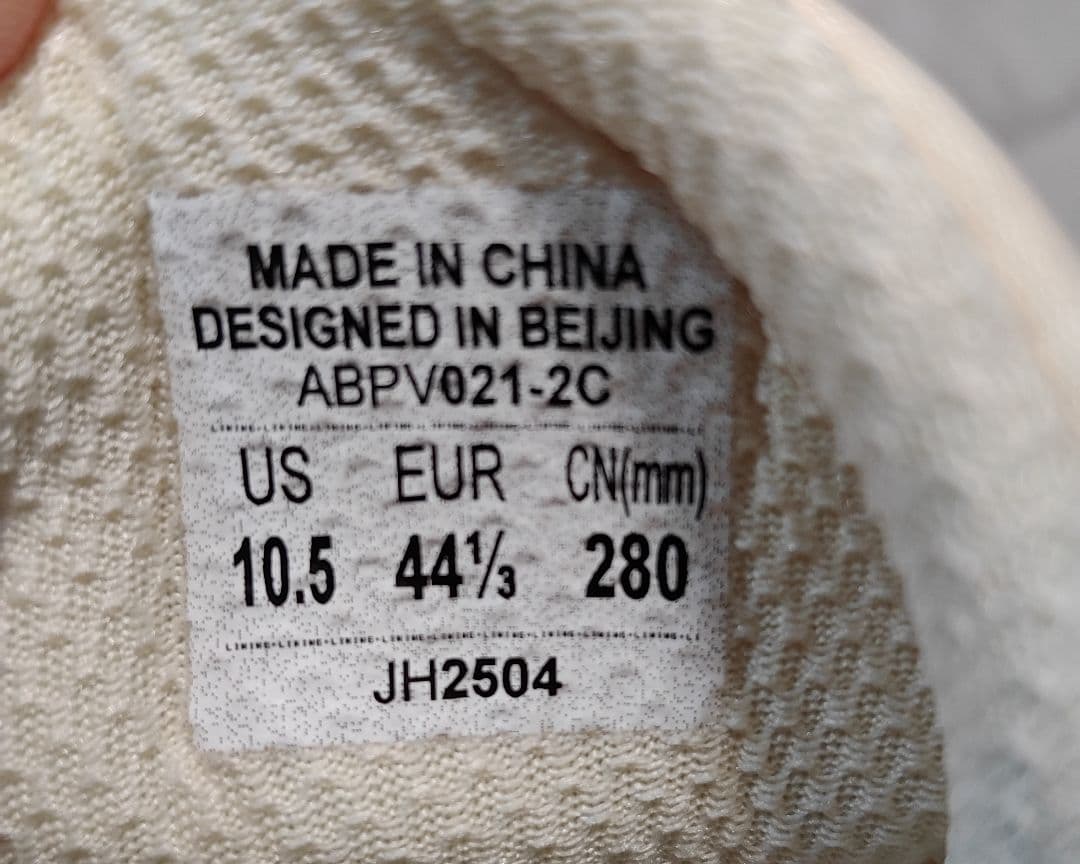 MADE IN CHINA
DESIGNED IN BEIJING
ABPV021-2C
US EUR CN(mm)
10.5 44⅓ 280
JH2504